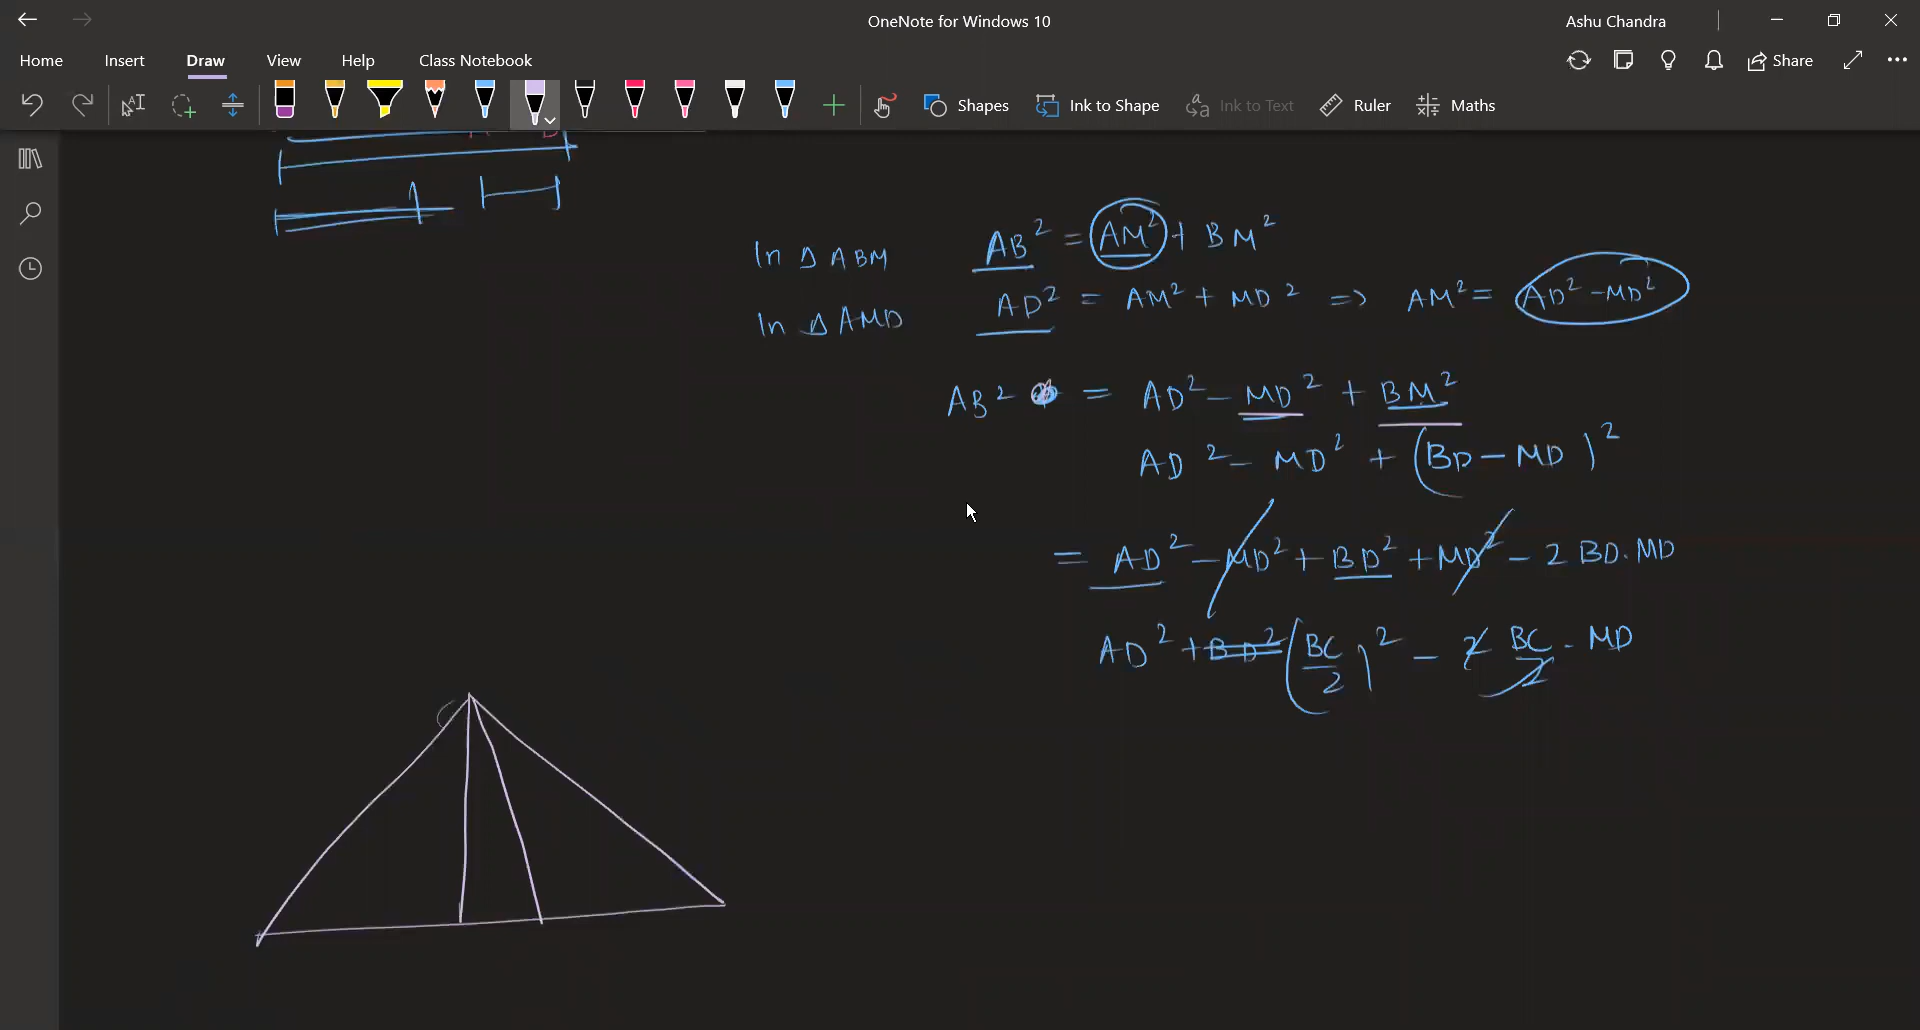 OneNote for Windows 10
Ashu Chandra
Home Insert Draw View Help Class Notebook
Share
Shapes Ink to Shape Ink to Text Ruler Maths
In Δ ABM AB² = AM² + BM²
In Δ AMD AD² = AM² + MD² => AM² = AD² - MD²
AB² = AD² - MD² + BM²
AD² - MD² + (BD - MD)²
= AD² - MD² + BD² + MD² - 2 BD. MD
AD² + BD² (BC/2)² - 2 BC/2 . MD